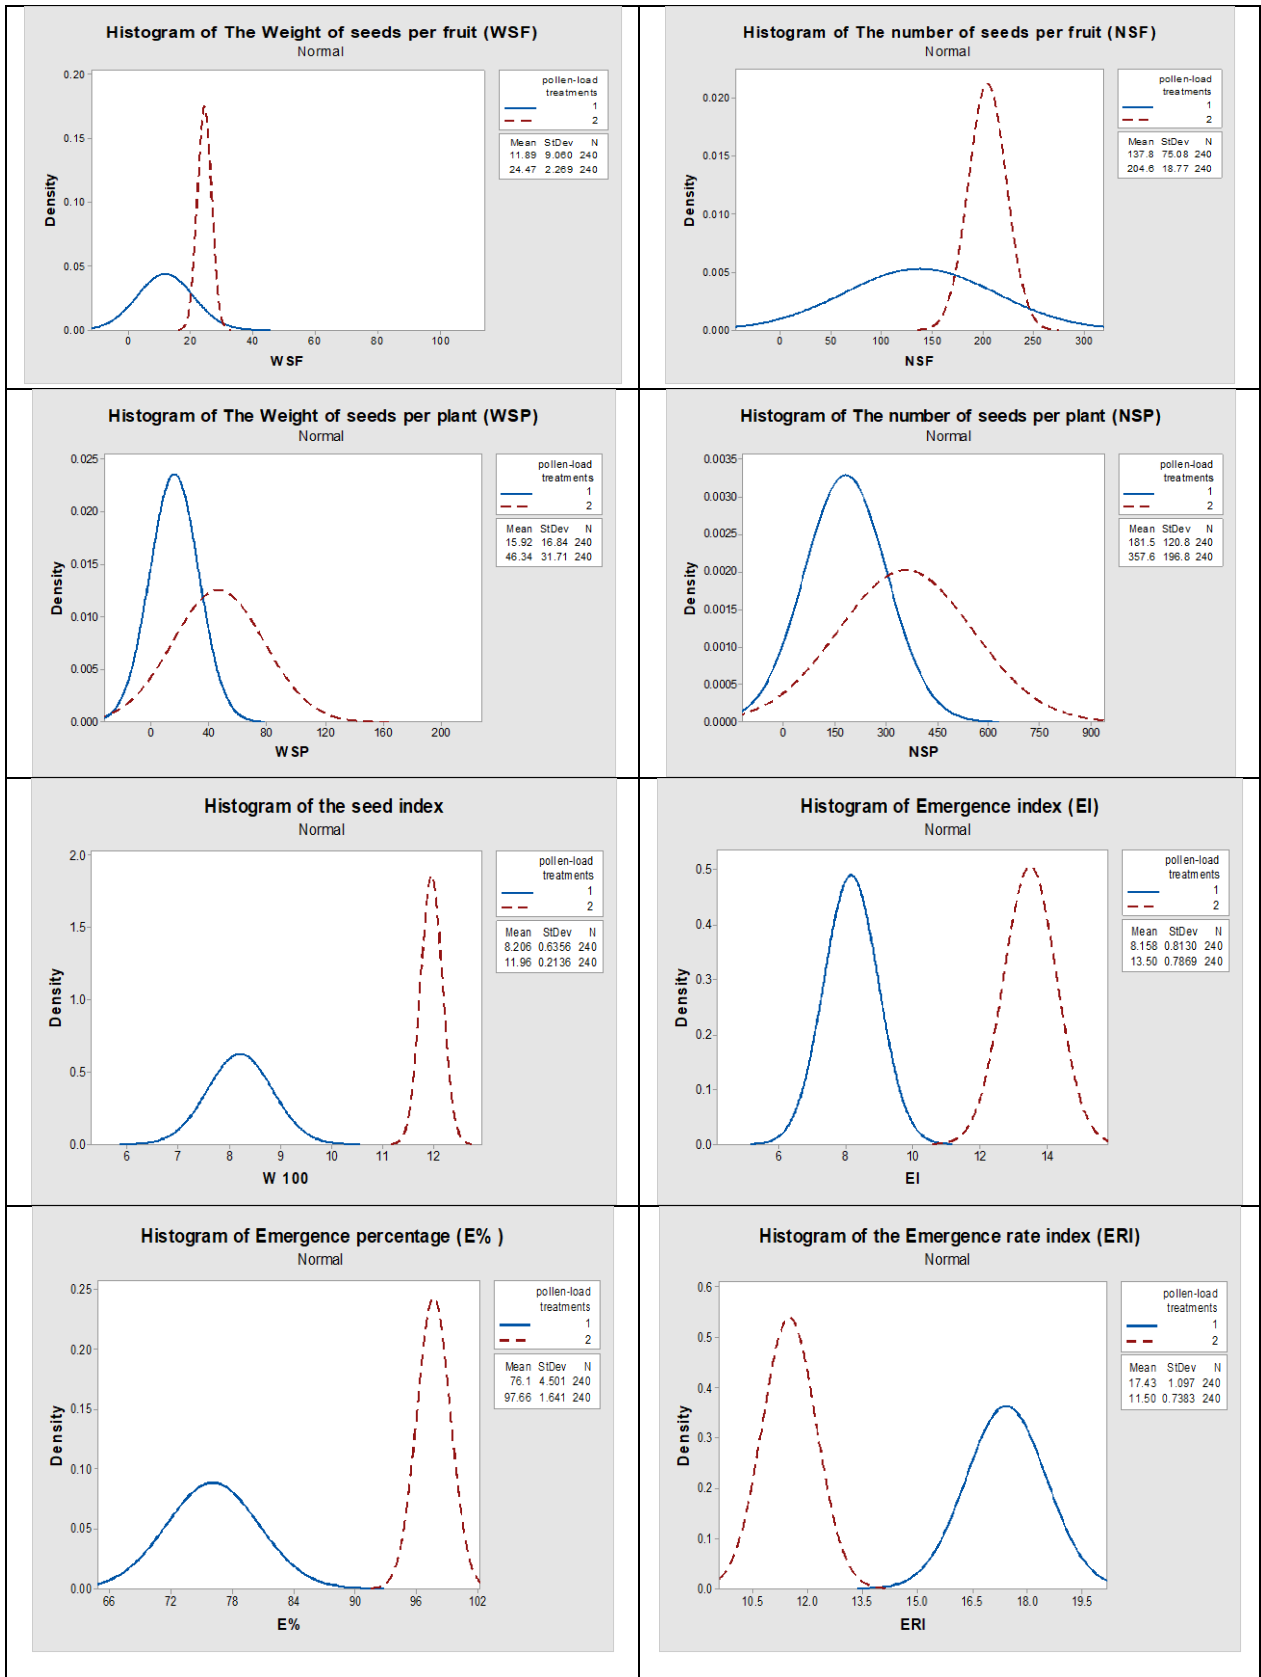 Histogram of The Weight of seeds per fruit (WSF)
Normal
pollen-load
treatments
1
2
Mean StDev N
11.89 9.060 240
24.47 2.269 240
0.20
0.15
0.10
0.05
0.00
Density
0 20 40 60 80 100
WSF
Histogram of The number of seeds per fruit (NSF)
Normal
pollen-load
treatments
1
2
Mean StDev N
137.8 75.08 240
204.6 18.77 240
0.020
0.015
0.010
0.005
0.000
Density
0 50 100 150 200 250 300
NSF
Histogram of The Weight of seeds per plant (WSP)
Normal
pollen-load
treatments
1
2
Mean StDev N
15.92 16.84 240
46.34 31.71 240
0.025
0.020
0.015
0.010
0.005
0.000
Density
0 40 80 120 160 200
WSP
Histogram of The number of seeds per plant (NSP)
Normal
pollen-load
treatments
1
2
Mean StDev N
181.5 120.8 240
357.6 196.8 240
0.0035
0.0030
0.0025
0.0020
0.0015
0.0010
0.0005
0.0000
Density
0 150 300 450 600 750 900
NSP
Histogram of the seed index
Normal
pollen-load
treatments
1
2
Mean StDev N
8.206 0.6356 240
11.96 0.2136 240
2.0
1.5
1.0
0.5
0.0
Density
6 7 8 9 10 11 12
W 100
Histogram of Emergence index (EI)
Normal
pollen-load
treatments
1
2
Mean StDev N
8.158 0.8130 240
13.50 0.7869 240
0.5
0.4
0.3
0.2
0.1
0.0
Density
6 8 10 12 14
EI
Histogram of Emergence percentage (E% )
Normal
pollen-load
treatments
1
2
Mean StDev N
76.1 4.501 240
97.66 1.641 240
0.25
0.20
0.15
0.10
0.05
0.00
Density
66 72 78 84 90 96 102
E%
Histogram of the Emergence rate index (ERI)
Normal
pollen-load
treatments
1
2
Mean StDev N
17.43 1.097 240
11.50 0.7383 240
0.6
0.5
0.4
0.3
0.2
0.1
0.0
Density
10.5 12.0 13.5 15.0 16.5 18.0 19.5
ERI